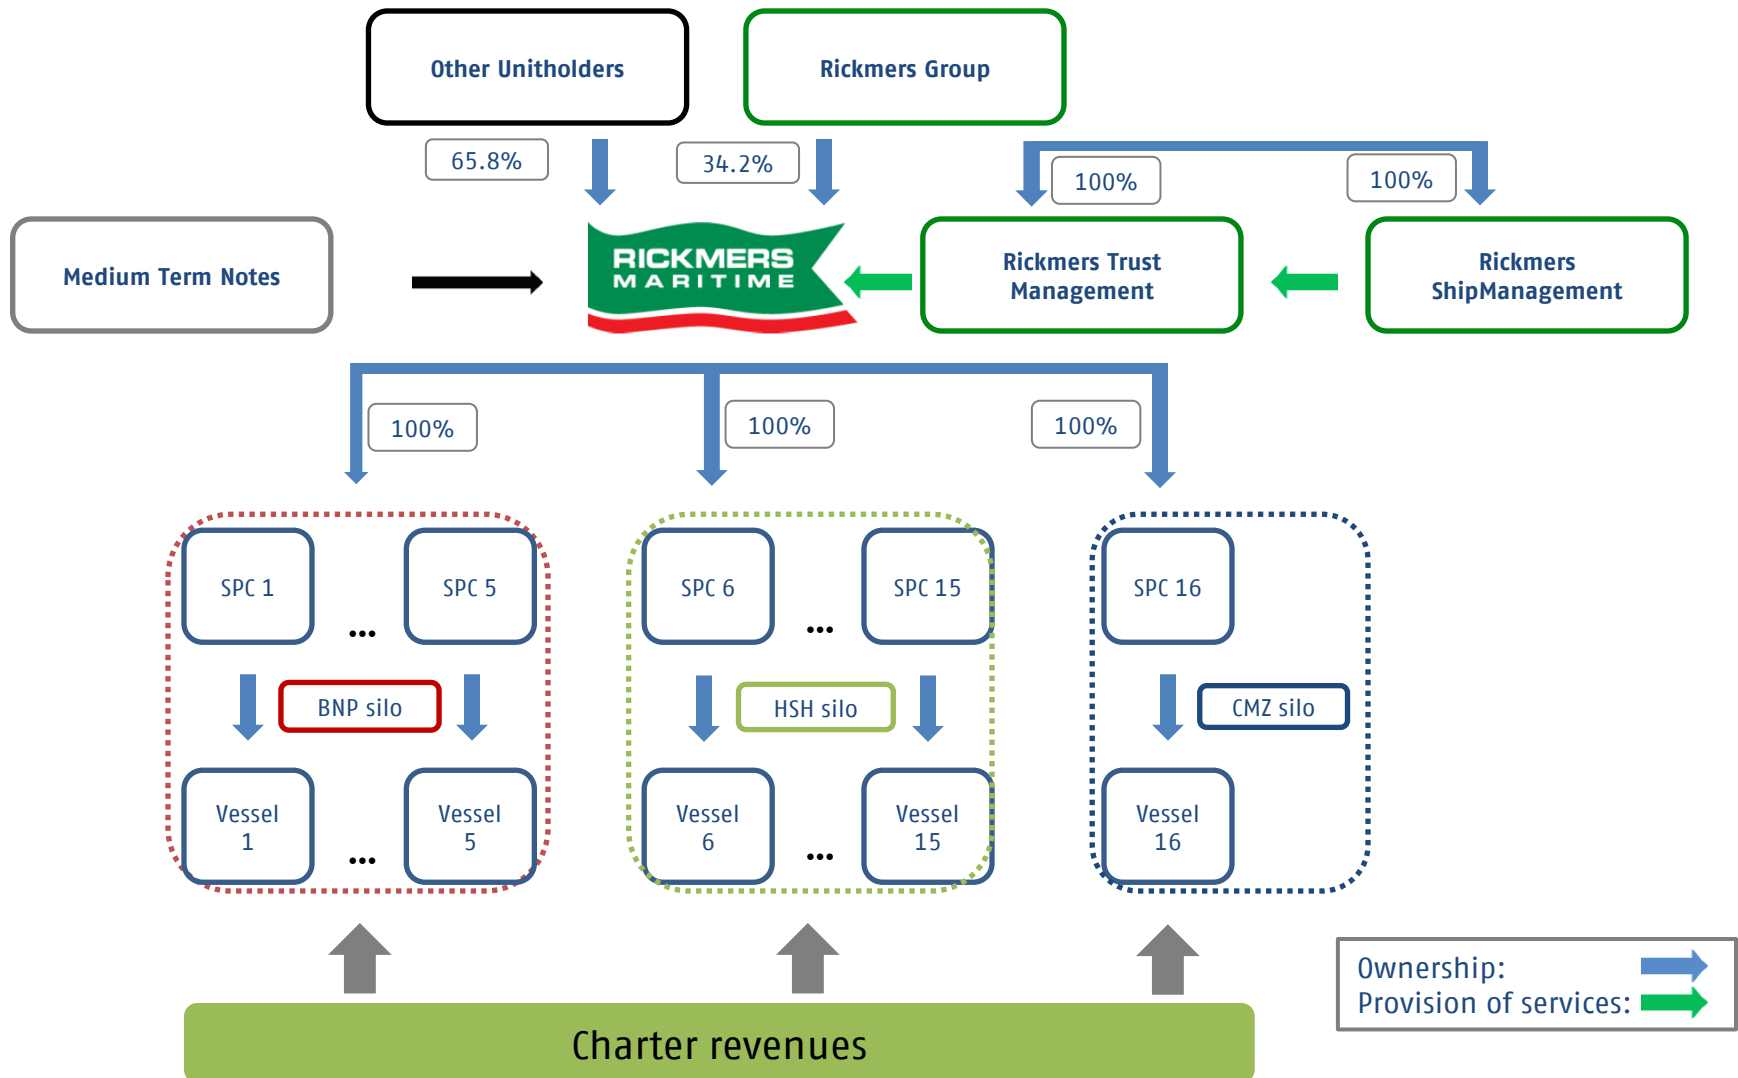 Other Unitholders
Rickmers Group
65.8%
34.2%
100%
100%
Medium Term Notes
RICKMERS
MARITIME
Rickmers Trust
Management
Rickmers
ShipManagement
100%
100%
100%
SPC 1
...
SPC 5
SPC 6
...
SPC 15
SPC 16
BNP silo
HSH silo
CMZ silo
Vessel
1
...
Vessel
5
Vessel
6
...
Vessel
15
Vessel
16
Ownership:
Provision of services:
Charter revenues